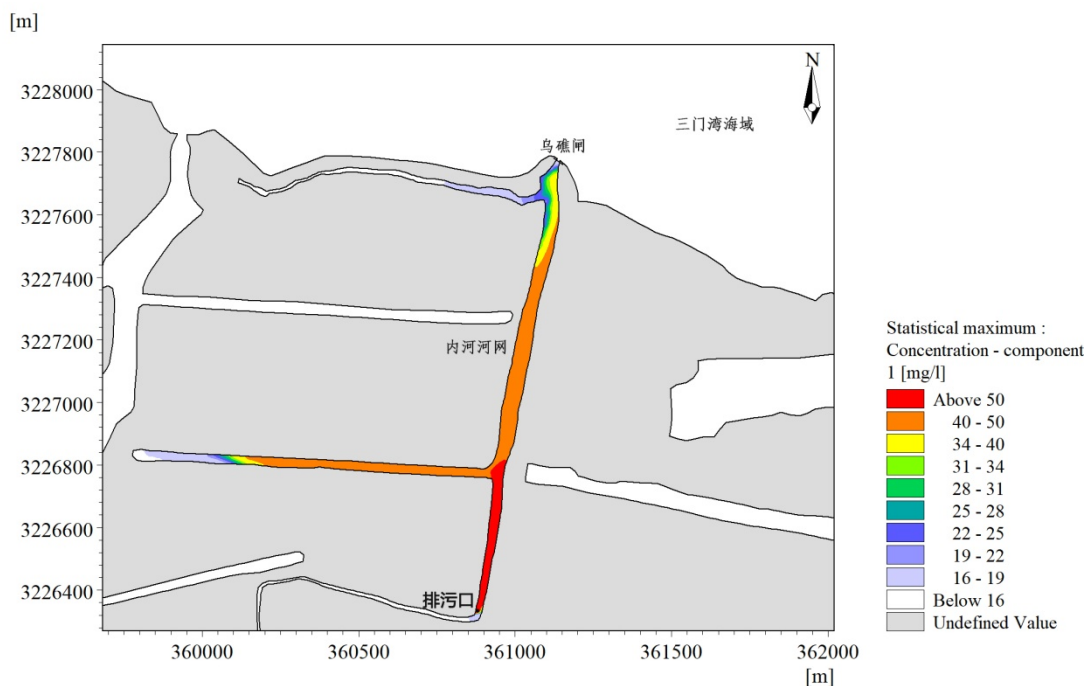 [m]
N
三门湾海域
乌礁闸
3228000
3227800
3227600
3227400
3227200
内河河网
3227000
3226800
3226600
3226400
排污口
360000 360500 361000 361500 362000
[m]
Statistical maximum :
Concentration - component
1 [mg/l]
Above 50
40 - 50
34 - 40
31 - 34
28 - 31
25 - 28
22 - 25
19 - 22
16 - 19
Below 16
Undefined Value